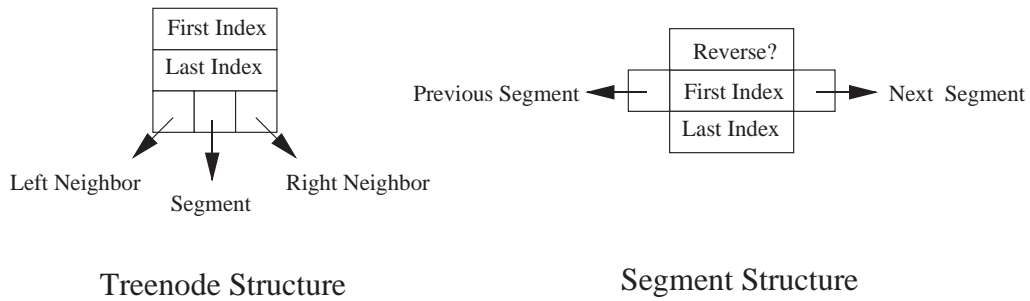 First Index
Last Index
Left Neighbor
Right Neighbor
Segment
Treenode Structure
Reverse?
Previous Segment
First Index
Next Segment
Last Index
Segment Structure